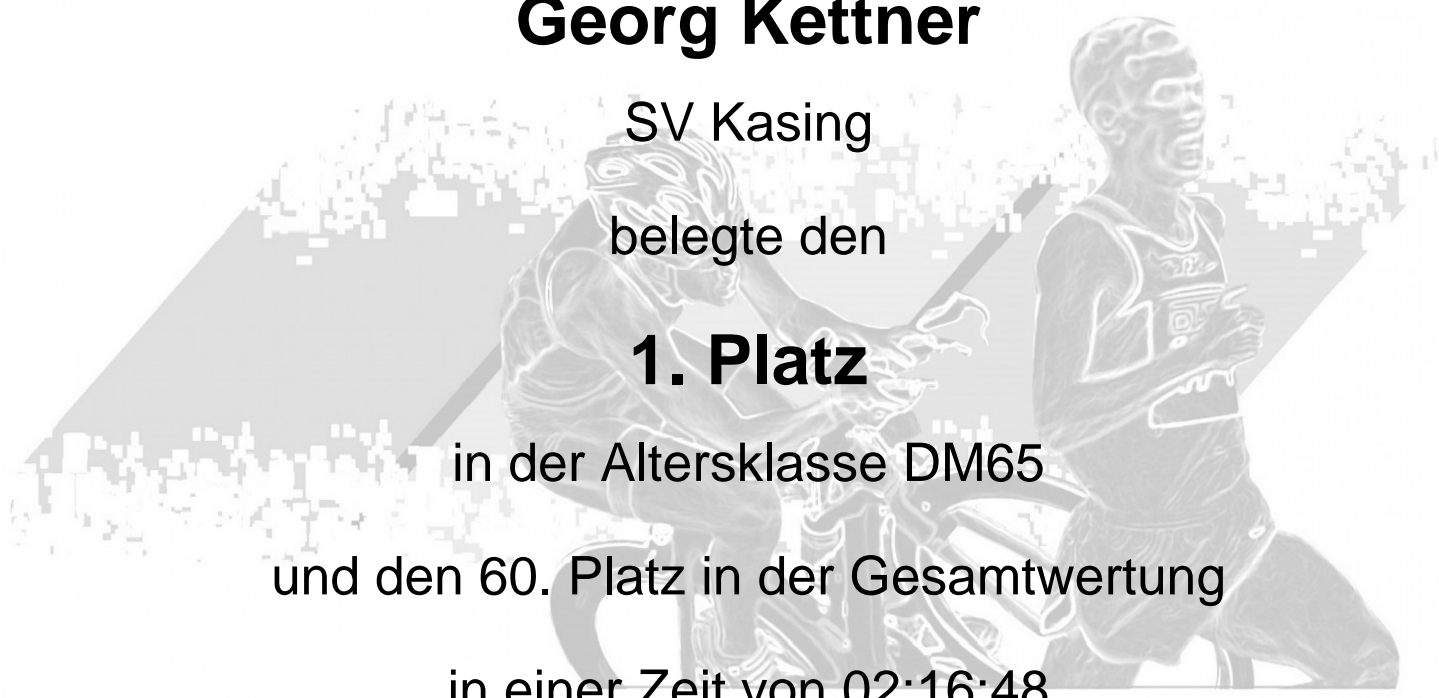 Georg Kettner
SV Kasing
belegte den
1. Platz
in der Altersklasse DM65
und den 60. Platz in der Gesamtwertung
in einer Zeit von 02:16:48